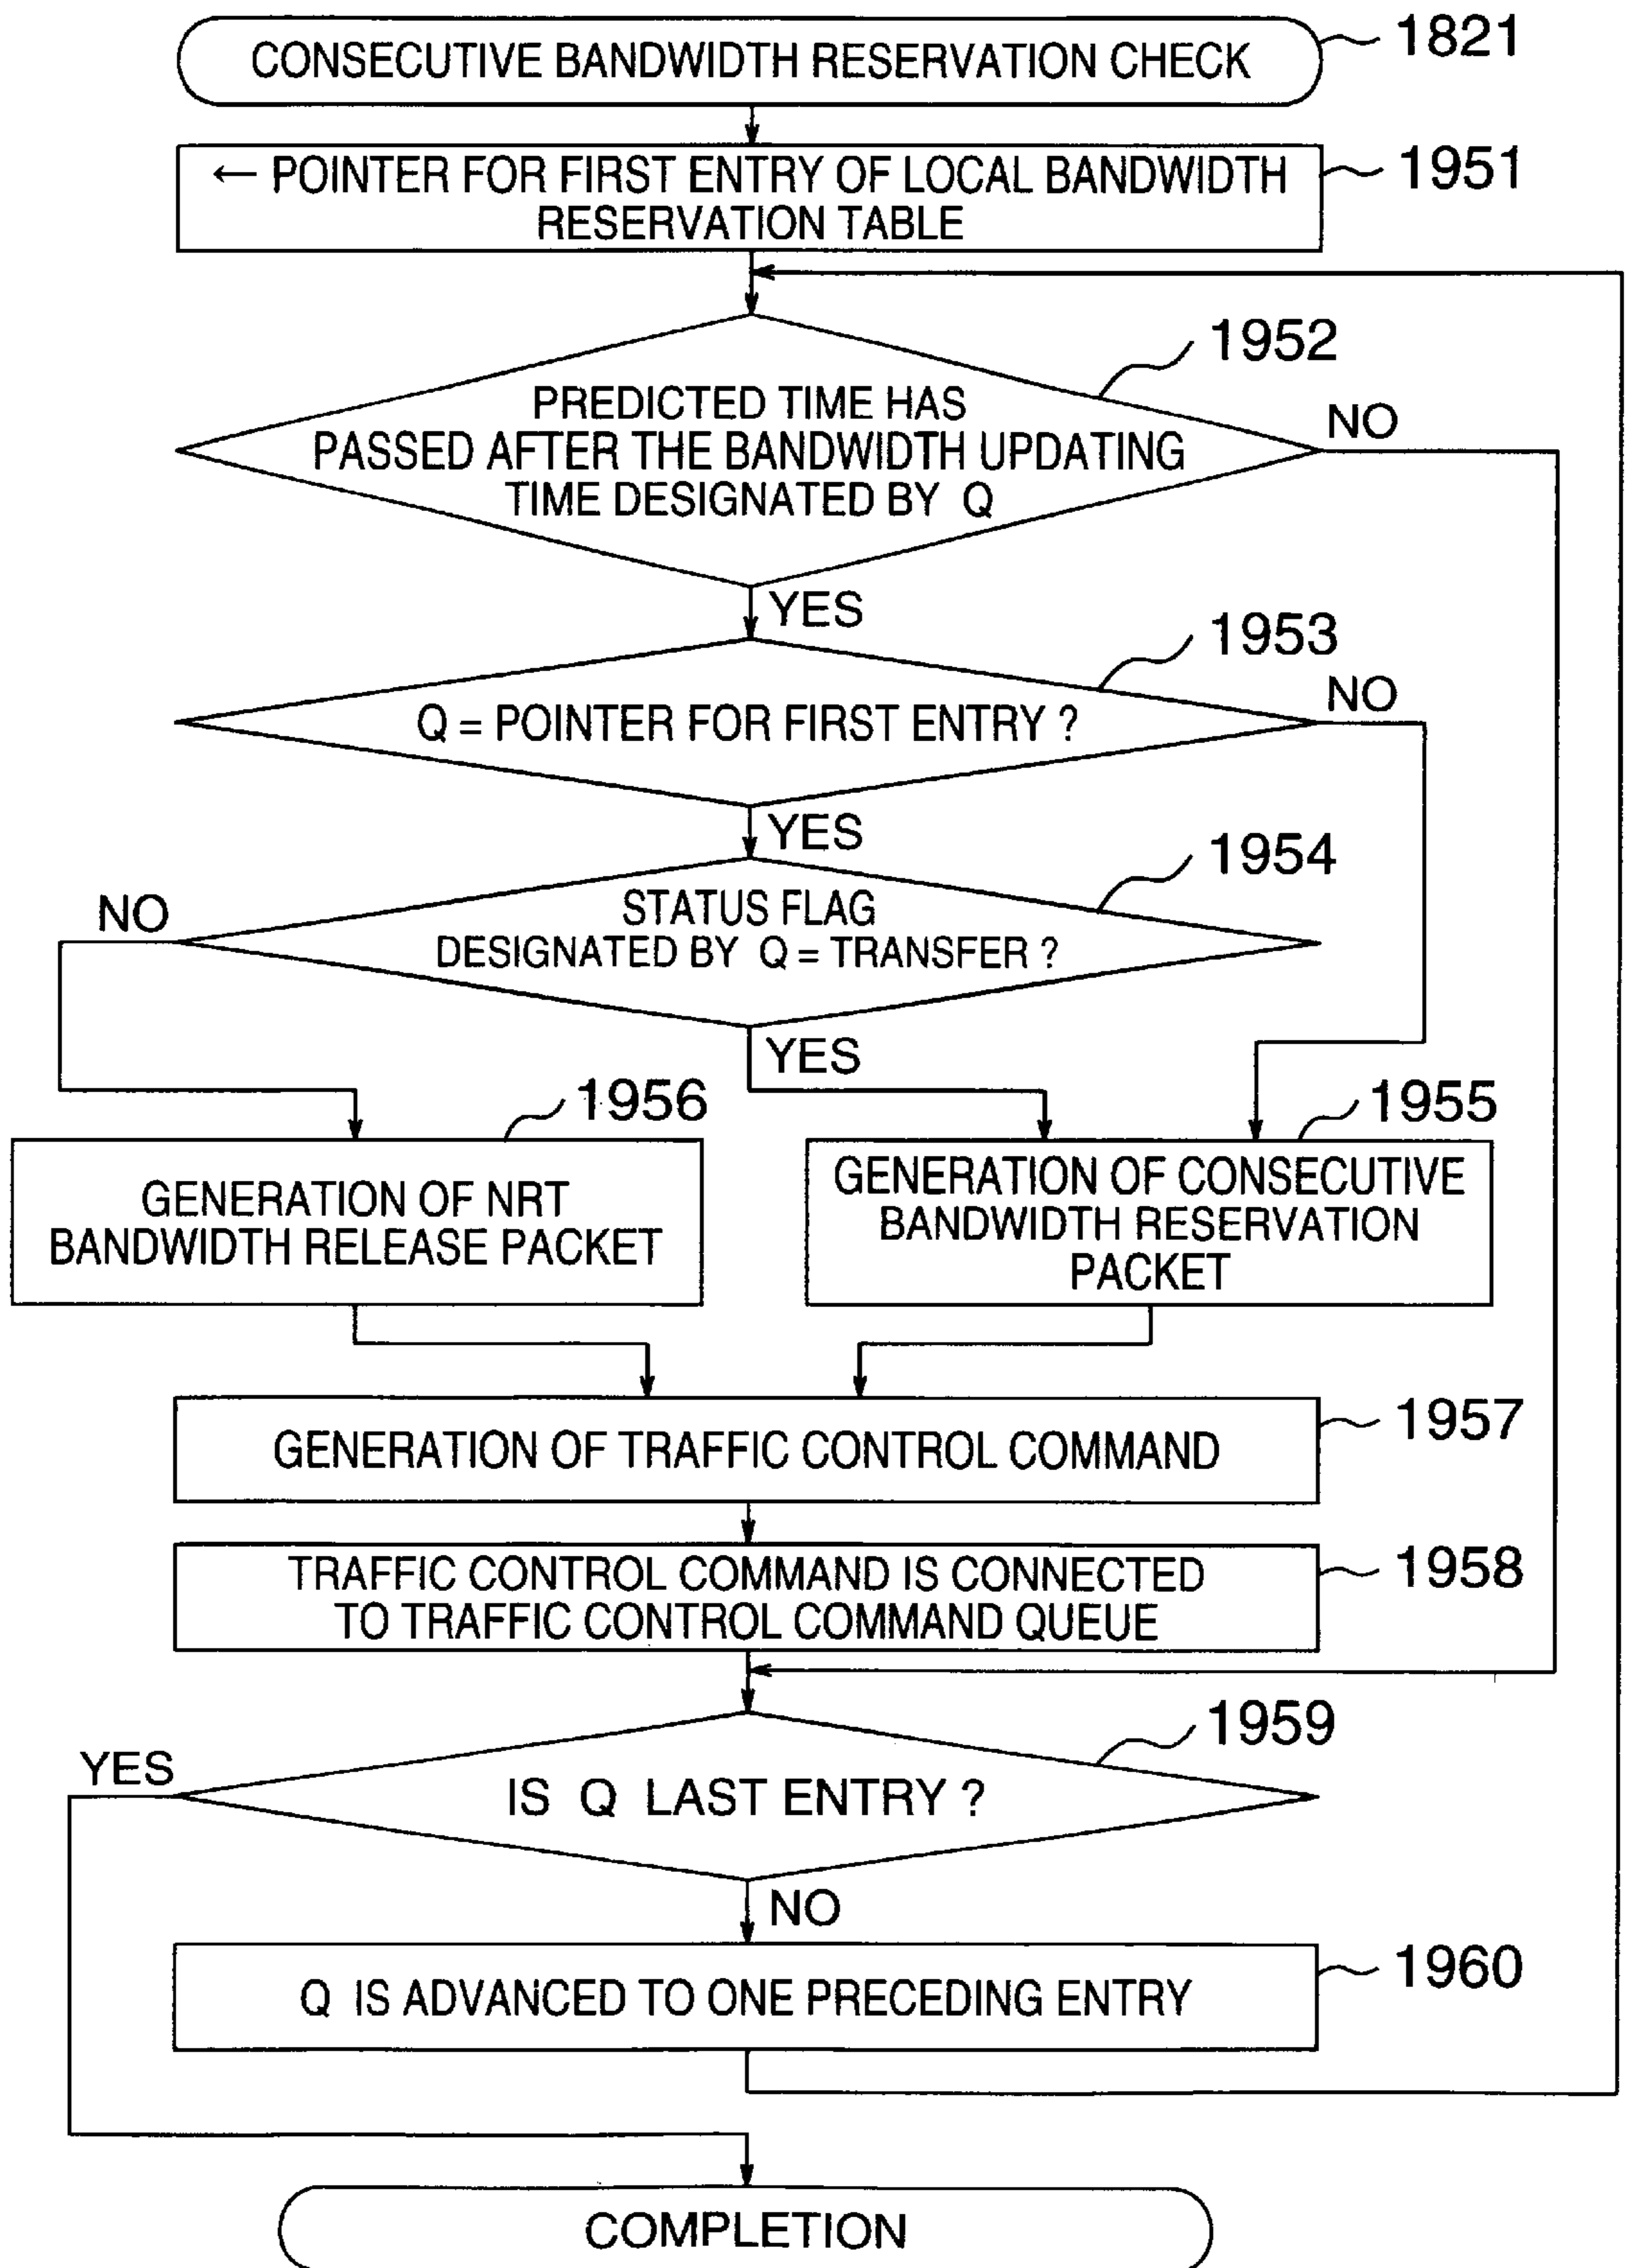 CONSECUTIVE BANDWIDTH RESERVATION CHECK
1821
← POINTER FOR FIRST ENTRY OF LOCAL BANDWIDTH
RESERVATION TABLE
1951
1952
PREDICTED TIME HAS
PASSED AFTER THE BANDWIDTH UPDATING
TIME DESIGNATED BY Q
NO
YES
1953
Q = POINTER FOR FIRST ENTRY ?
NO
YES
1954
STATUS FLAG
DESIGNATED BY Q = TRANSFER ?
NO
YES
1956
1955
GENERATION OF NRT
BANDWIDTH RELEASE PACKET
GENERATION OF CONSECUTIVE
BANDWIDTH RESERVATION
PACKET
GENERATION OF TRAFFIC CONTROL COMMAND
1957
TRAFFIC CONTROL COMMAND IS CONNECTED
TO TRAFFIC CONTROL COMMAND QUEUE
1958
1959
YES
IS Q LAST ENTRY ?
NO
Q IS ADVANCED TO ONE PRECEDING ENTRY
1960
COMPLETION